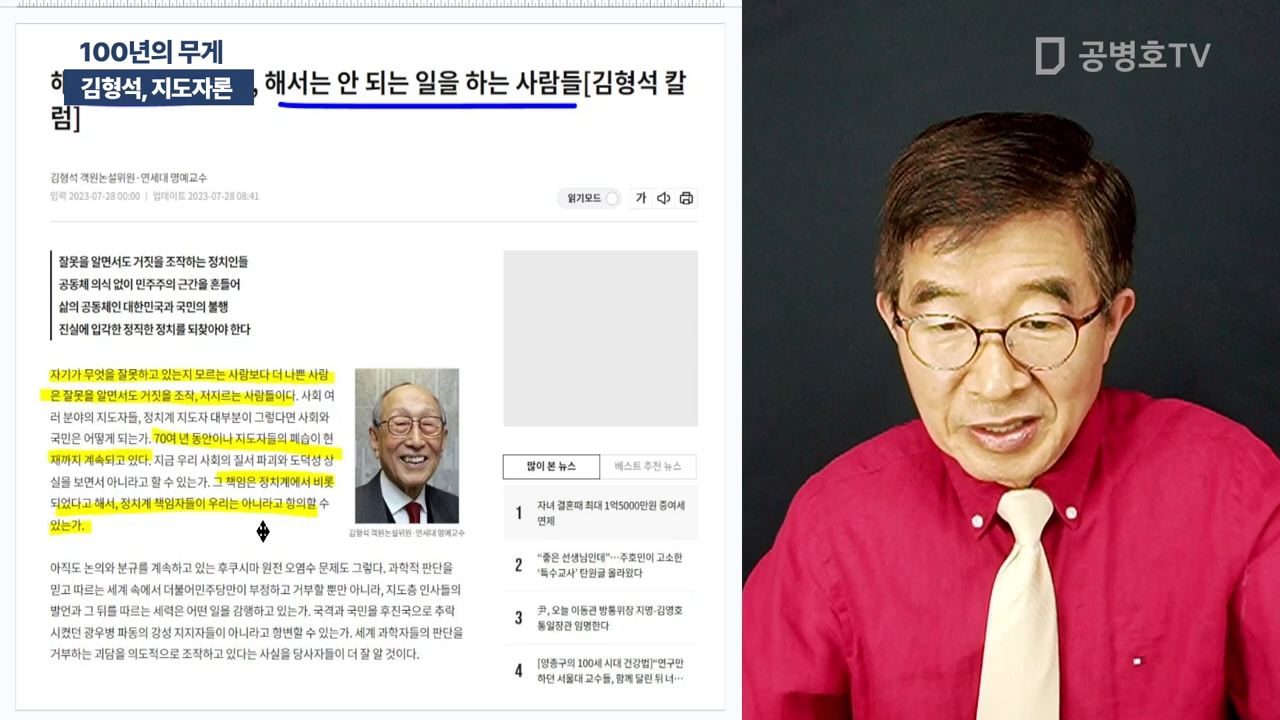 100년의 무게
김형석, 지도자론
해서는 안 되는 일을 하는 사람들[김형석 칼
럼]
공병호TV
김형석 객원논설위원·연세대 명예교수
입력 2023-07-28 00:00 | 업데이트 2023-07-28 08:41
읽기모드
가
잘못을 알면서도 거짓을 조작하는 정치인들
공동체 의식 없이 민주주의 근간을 흔들어
삶의 공동체인 대한민국과 국민의 불행
진실에 입각한 정직한 정치를 되찾아야 한다
자기가 무엇을 잘못하고 있는지 모르는 사람보다 더 나쁜 사람
은 잘못을 알면서도 거짓을 조작, 저지르는 사람들이다. 사회 여
러 분야의 지도자들, 정치계 지도자 대부분이 그렇다면 사회와
국민은 어떻게 되는가. 70여 년 동안이나 지도자들의 폐습이 현
재까지 계속되고 있다. 지금 우리 사회의 질서 파괴와 도덕성 상
실을 보면서 아니라고 할 수 있는가. 그 책임은 정치계에서 비롯
되었다고 해서, 정치계 책임자들이 우리는 아니라고 항의할 수
있는가.
김형석 객원논설위원·연세대 명예교수
아직도 논의와 분규를 계속하고 있는 후쿠시마 원전 오염수 문제도 그렇다. 과학적 판단을
믿고 따르는 세계 속에서 더불어민주당만이 부정하고 거부할 뿐만 아니라, 지도층 인사들의
발언과 그 뒤를 따르는 세력은 어떤 일을 감행하고 있는가. 국격과 국민을 후진국으로 추락
시켰던 광우병 파동의 강성 지지자들이 아니라고 항변할 수 있는가. 세계 과학자들의 판단을
거부하는 괴담을 의도적으로 조작하고 있다는 사실을 당사자들이 더 잘 알 것이다.
많이 본 뉴스
베스트 추천 뉴스
1 자녀 결혼때 최대 1억5000만원 증여세
면제
2 “좋은 선생님인데”…주호민이 고소한
‘특수교사’ 탄원글 올라왔다
3 尹, 오늘 이동관 방통위장 지명·김영호
통일장관 임명한다
4 [양종구의 100세 시대 건강법]“연구만
하던 서울대 교수들, 함께 달린 뒤 너…